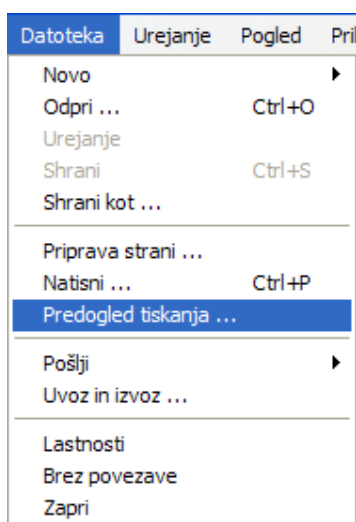 Datoteka Urejanje Pogled Pri
Novo
Odpri ... Ctrl+O
Urejanje
Shrani Ctrl+S
Shrani kot ...
Priprava strani ...
Natisni ... Ctrl+P
Predogled tiskanja ...
Pošlji
Uvoz in izvoz ...
Lastnosti
Brez povezave
Zapri